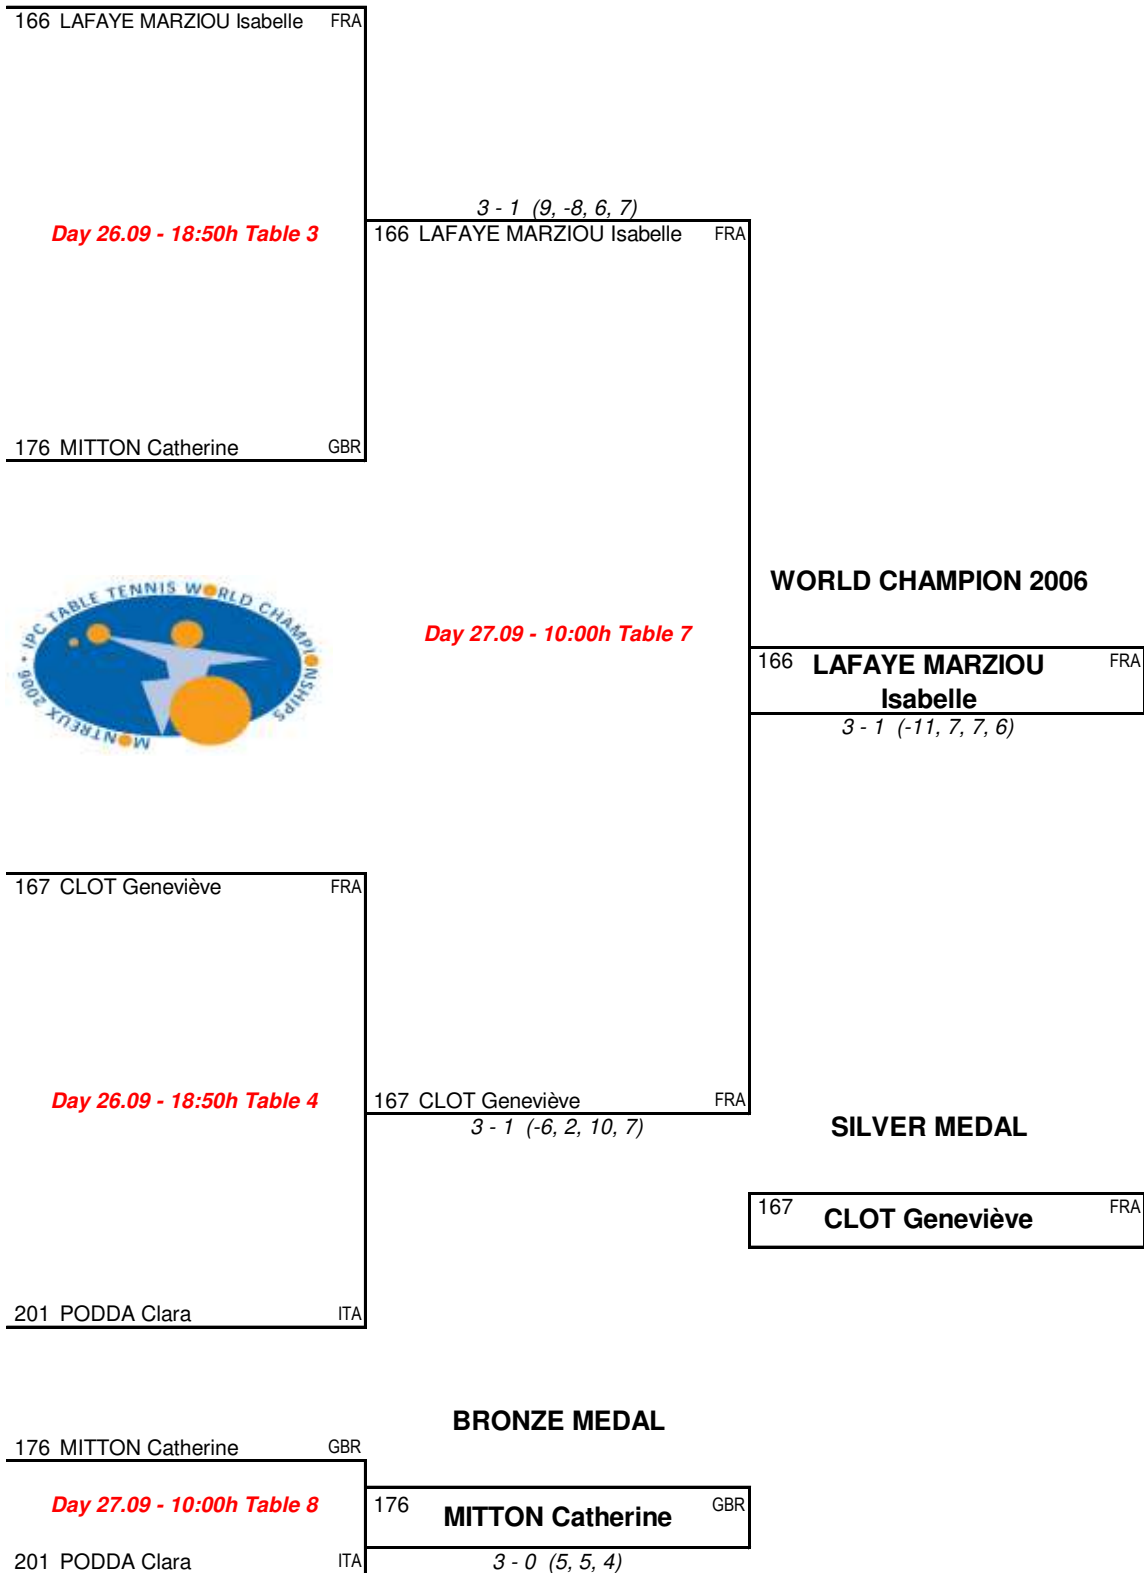 166 LAFAYE MARZIOU Isabelle FRA
3 - 1 (9, -8, 6, 7)
Day 26.09 - 18:50h Table 3
166 LAFAYE MARZIOU Isabelle FRA
176 MITTON Catherine GBR
IPC TABLE TENNIS WORLD CHAMPIONSHIPS
MONTREUX 2006
WORLD CHAMPION 2006
Day 27.09 - 10:00h Table 7
166 LAFAYE MARZIOU FRA
Isabelle
3 - 1 (-11, 7, 7, 6)
167 CLOT Geneviève FRA
Day 26.09 - 18:50h Table 4
167 CLOT Geneviève FRA
3 - 1 (-6, 2, 10, 7)
SILVER MEDAL
167 CLOT Geneviève FRA
201 PODDA Clara ITA
BRONZE MEDAL
176 MITTON Catherine GBR
Day 27.09 - 10:00h Table 8
176 MITTON Catherine GBR
201 PODDA Clara ITA
3 - 0 (5, 5, 4)